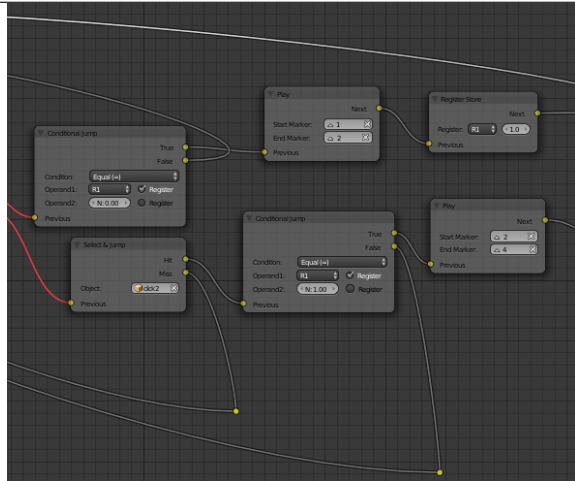 Play
Next
Start Marker: 1
End Marker: 2
Previous
Register Store
Next
Register: R1 1.0
Previous
Conditional Jump
True
False
Condition: Equal (=)
Operand1: R1 Register
Operand2: N: 0.00 Register
Previous
Select & Jump
Hit
Miss
Object: click2
Previous
Conditional Jump
True
False
Condition: Equal (=)
Operand1: R1 Register
Operand2: N: 1.00 Register
Previous
Play
Next
Start Marker: 2
End Marker: 4
Previous